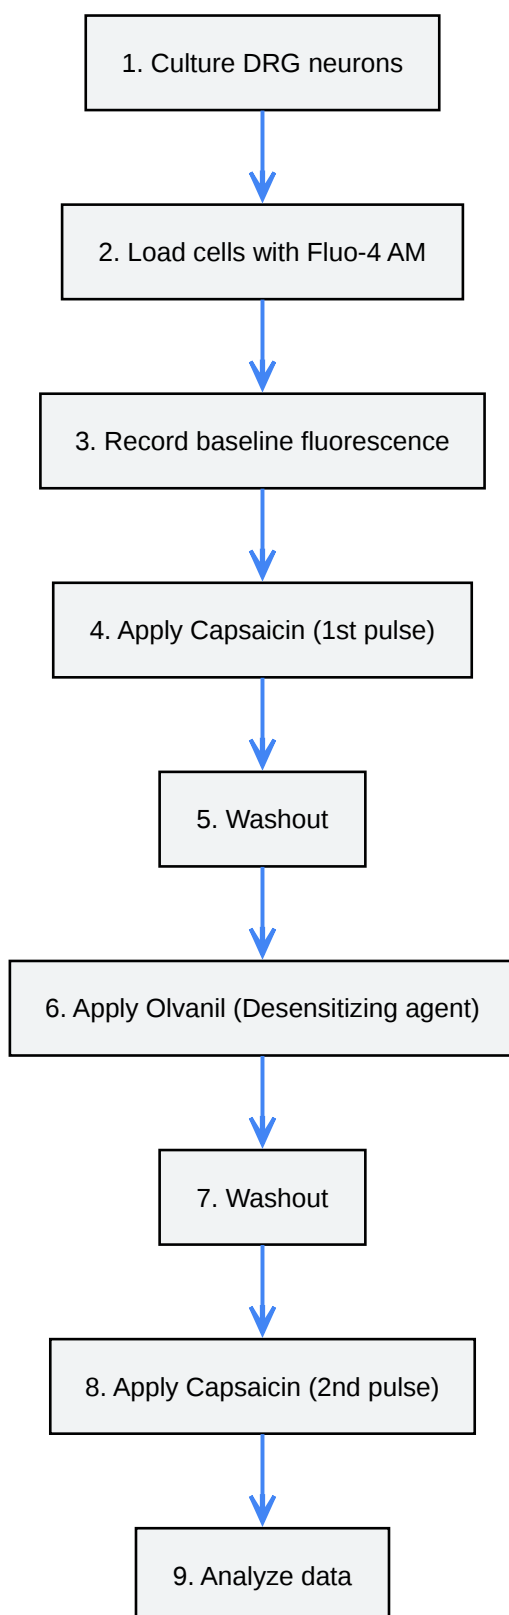 1. Culture DRG neurons
2. Load cells with Fluo-4 AM
3. Record baseline fluorescence
4. Apply Capsaicin (1st pulse)
5. Washout
6. Apply Olvanil (Desensitizing agent)
7. Washout
8. Apply Capsaicin (2nd pulse)
9. Analyze data